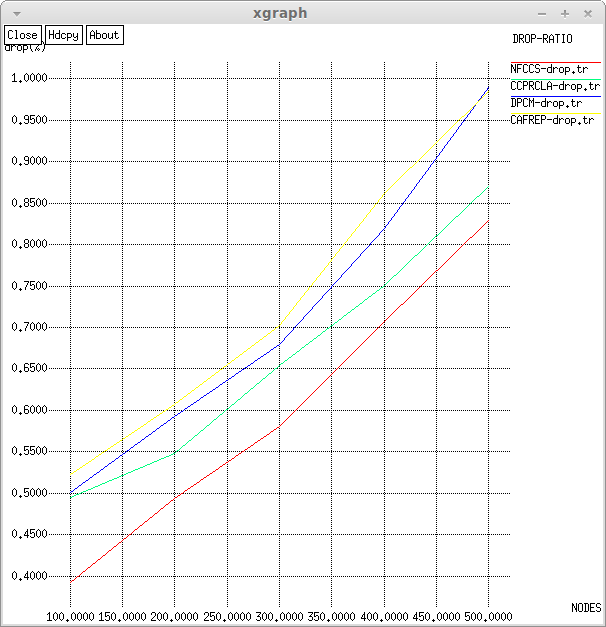 xgraph
Close Hdcpy About
drop(%)
DROP-RATIO
NFCCS-drop.tr
CCPRCLA-drop.tr
DPCM-drop.tr
CAFREP-drop.tr
1.0000
0.9500
0.9000
0.8500
0.8000
0.7500
0.7000
0.6500
0.6000
0.5500
0.5000
0.4500
0.4000
NODES
100.0000 150.0000 200.0000 250.0000 300.0000 350.0000 400.0000 450.0000 500.0000